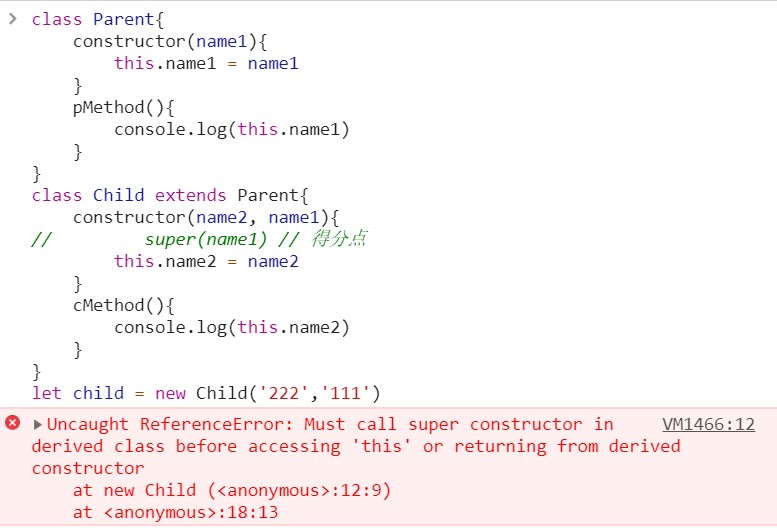 class Parent{
    constructor(name1){
        this.name1 = name1
    }
    pMethod(){
        console.log(this.name1)
    }
}
class Child extends Parent{
    constructor(name2, name1){
//         super(name1) // 得分点
        this.name2 = name2
    }
    cMethod(){
        console.log(this.name2)
    }
}
let child = new Child('222','111')
Uncaught ReferenceError: Must call super constructor in VM1466:12
derived class before accessing 'this' or returning from derived
constructor
    at new Child (<anonymous>:12:9)
    at <anonymous>:18:13